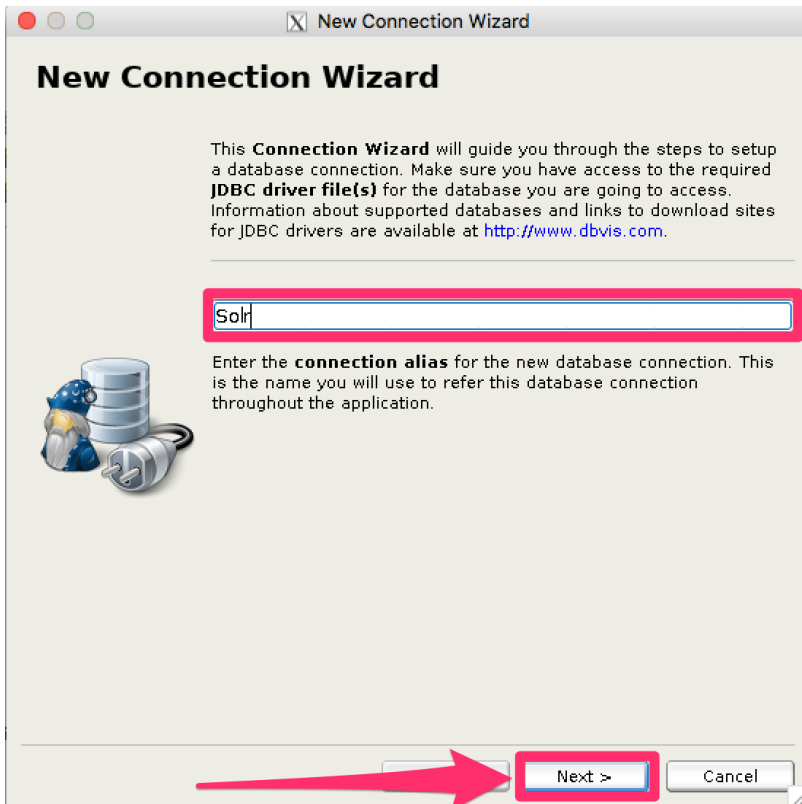 New Connection Wizard
New Connection Wizard
This Connection Wizard will guide you through the steps to setup
a database connection. Make sure you have access to the required
JDBC driver file(s) for the database you are going to access.
Information about supported databases and links to download sites
for JDBC drivers are available at http://www.dbvis.com.
Solr
Enter the connection alias for the new database connection. This
is the name you will use to refer this database connection
throughout the application.
Next >
Cancel